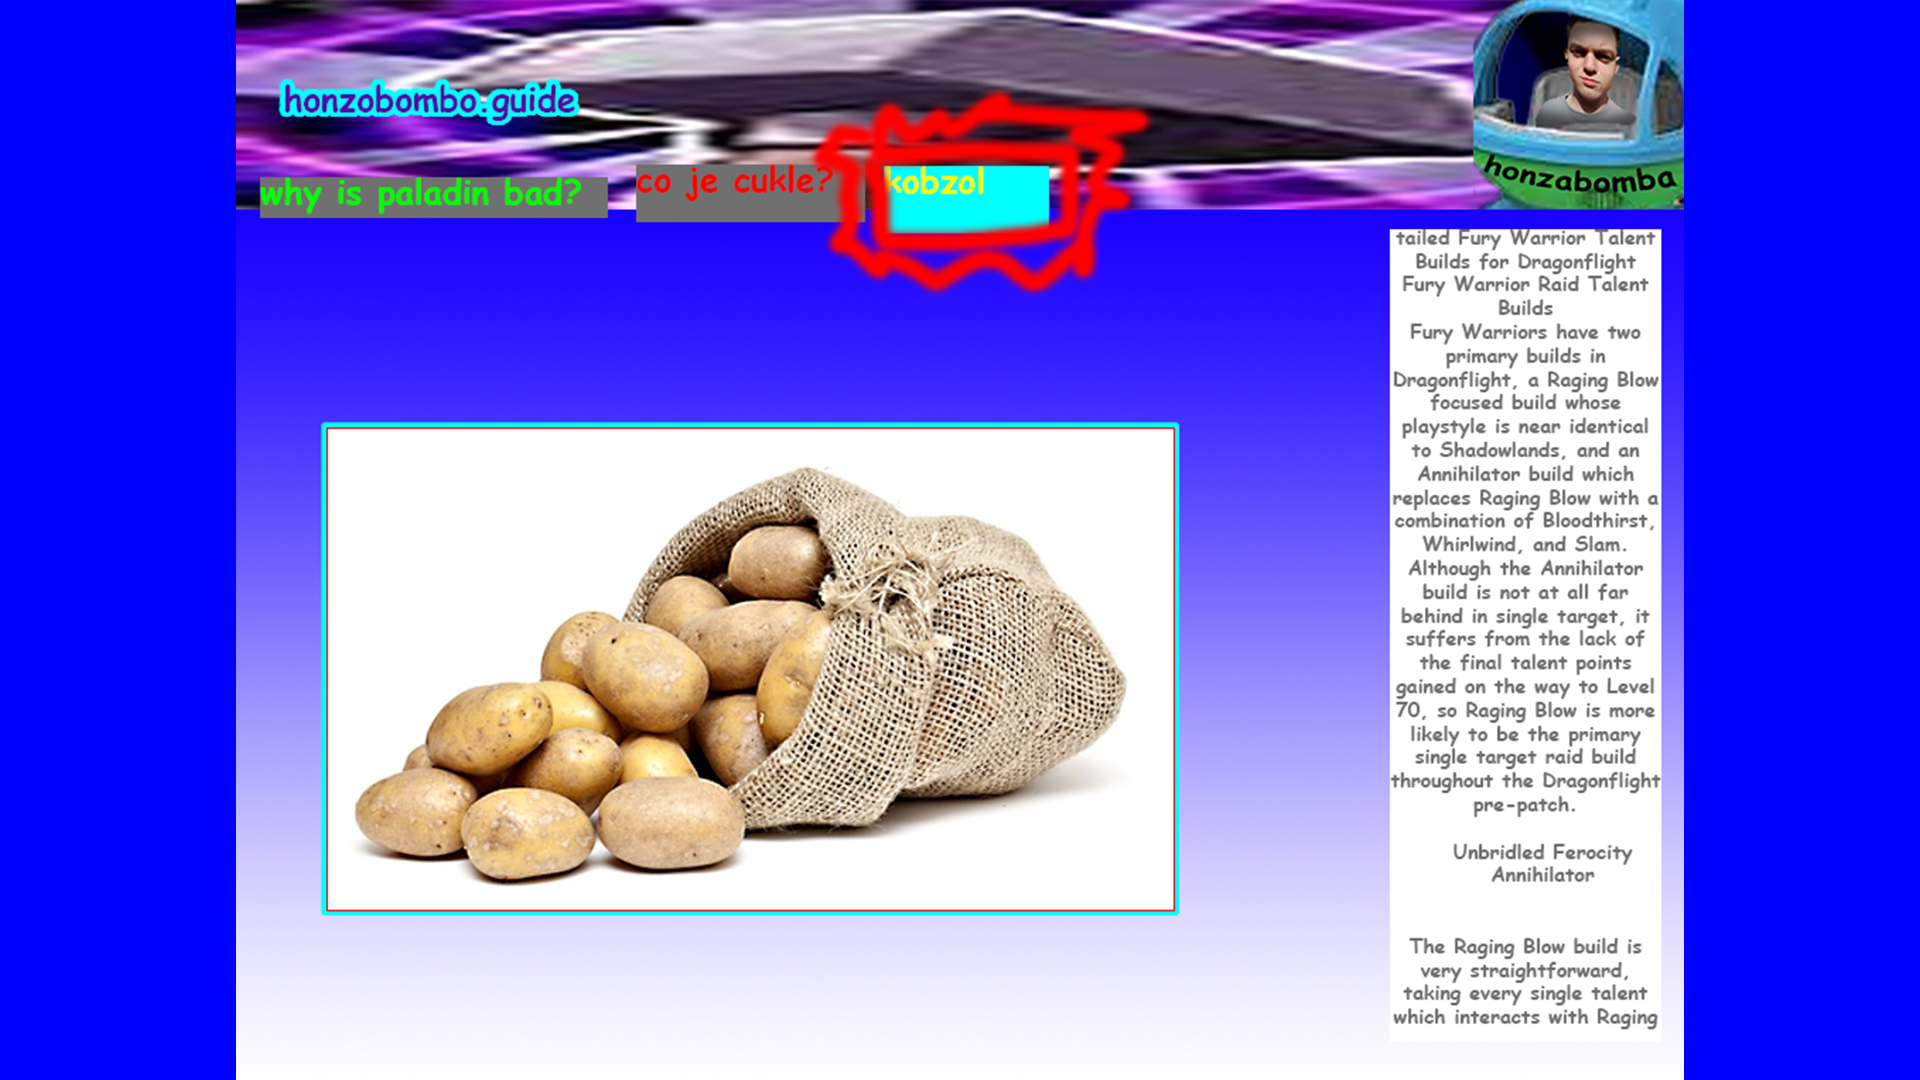 honzobombo.guide
why is paladin bad?
co je cukle?
kobzol
honzabomba
tailed Fury Warrior Talent
Builds for Dragonflight
Fury Warrior Raid Talent
Builds
Fury Warriors have two
primary builds in
Dragonflight, a Raging Blow
focused build whose
playstyle is near identical
to Shadowlands, and an
Annihilator build which
replaces Raging Blow with a
combination of Bloodthirst,
Whirlwind, and Slam.
Although the Annihilator
build is not at all far
behind in single target, it
suffers from the lack of
the final talent points
gained on the way to Level
70, so Raging Blow is more
likely to be the primary
single target raid build
throughout the Dragonflight
pre-patch.
Unbridled Ferocity
Annihilator
The Raging Blow build is
very straightforward,
taking every single talent
which interacts with Raging